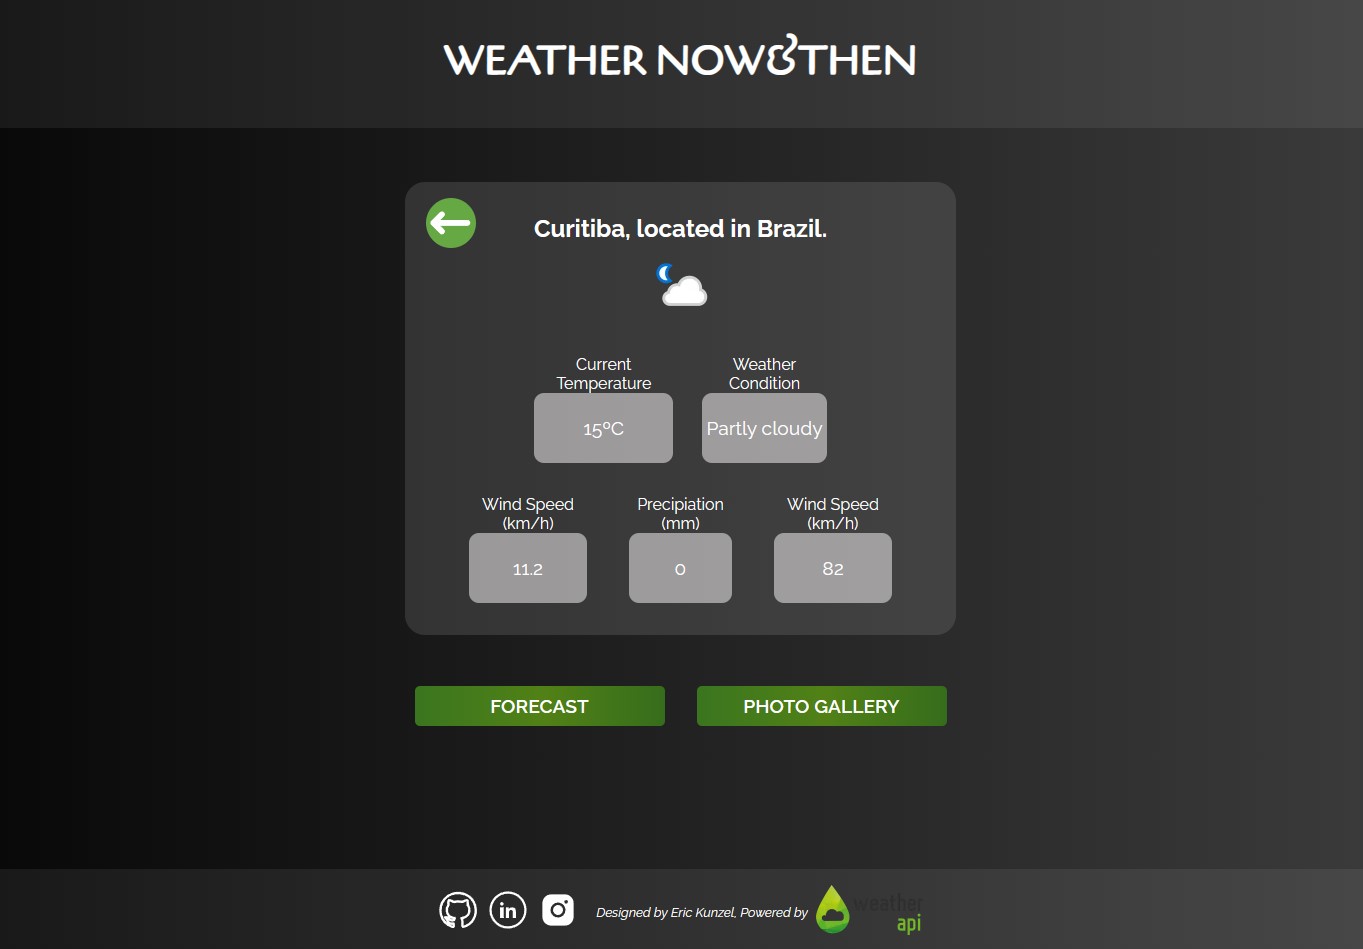 WEATHER NOW&THEN
Curitiba, located in Brazil.
Current
Temperature
Weather
Condition
15ºC
Partly cloudy
Wind Speed
(km/h)
Precipiation
(mm)
Wind Speed
(km/h)
11.2
0
82
FORECAST
PHOTO GALLERY
in
Designed by Eric Kunzel, Powered by
weather
api